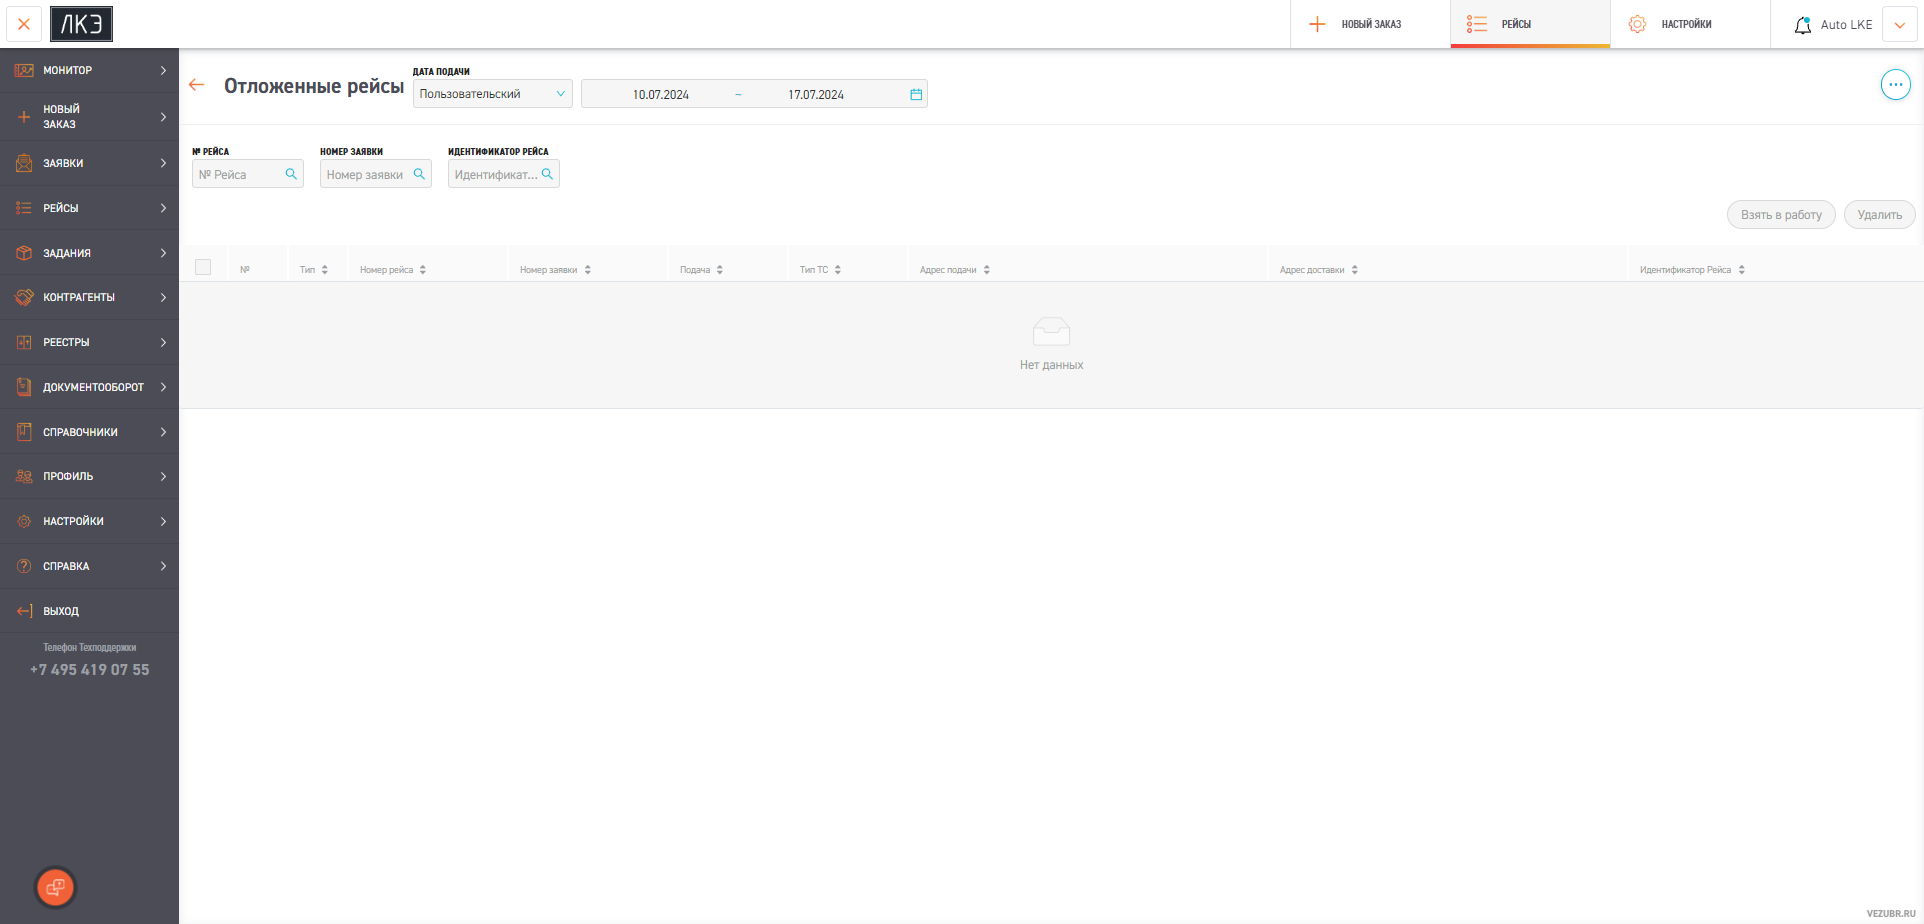 ЛКЭ
НОВЫЙ ЗАКАЗ
РЕЙСЫ
НАСТРОЙКИ
Auto LKE
МОНИТОР
НОВЫЙ
ЗАКАЗ
ЗАЯВКИ
РЕЙСЫ
ЗАДАНИЯ
КОНТРАГЕНТЫ
РЕЕСТРЫ
ДОКУМЕНТООБОРОТ
СПРАВОЧНИКИ
ПРОФИЛЬ
НАСТРОЙКИ
СПРАВКА
ВЫХОД
Телефон Техподдержки
+7 495 419 07 55
Отложенные рейсы
ДАТА ПОДАЧИ
Пользовательский
10.07.2024 ~ 17.07.2024
№ РЕЙСА
НОМЕР ЗАЯВКИ
ИДЕНТИФИКАТОР РЕЙСА
№ Рейса
Номер заявки
Идентификат...
Взять в работу
Удалить
№ Тип Номер рейса Номер заявки Подача Тип ТС Адрес подачи Адрес доставки Идентификатор Рейса
Нет данных
VEZUBR.RU